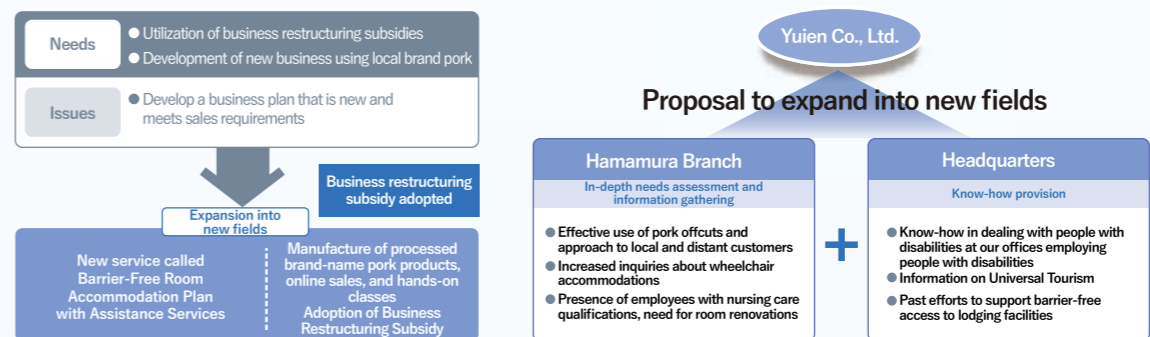 Needs
● Utilization of business restructuring subsidies
● Development of new business using local brand pork
Issues
● Develop a business plan that is new and
meets sales requirements
Business restructuring
subsidy adopted
Expansion into
new fields
New service called
Barrier-Free Room
Accommodation Plan
with Assistance Services
Manufacture of processed
brand-name pork products,
online sales, and hands-on
classes
Adoption of Business
Restructuring Subsidy
Yuien Co., Ltd.
Proposal to expand into new fields
Hamamura Branch
In-depth needs assessment and
information gathering
● Effective use of pork offcuts and
approach to local and distant customers
● Increased inquiries about wheelchair
accommodations
● Presence of employees with nursing care
qualifications, need for room renovations
+
Headquarters
Know-how provision
● Know-how in dealing with people with
disabilities at our offices employing
people with disabilities
● Information on Universal Tourism
● Past efforts to support barrier-free
access to lodging facilities